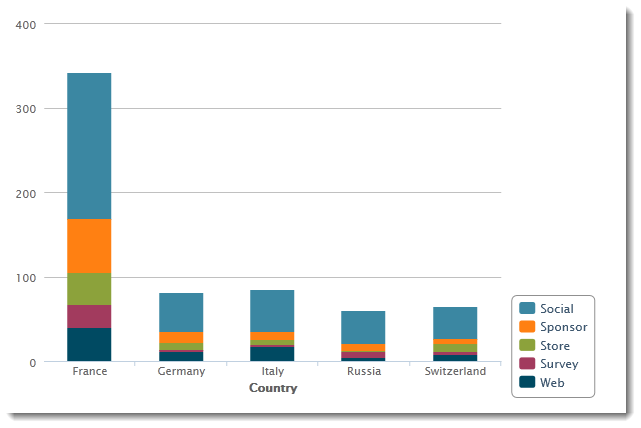 400
300
200
100
0
France Germany Italy Russia Switzerland
Country
Social
Sponsor
Store
Survey
Web